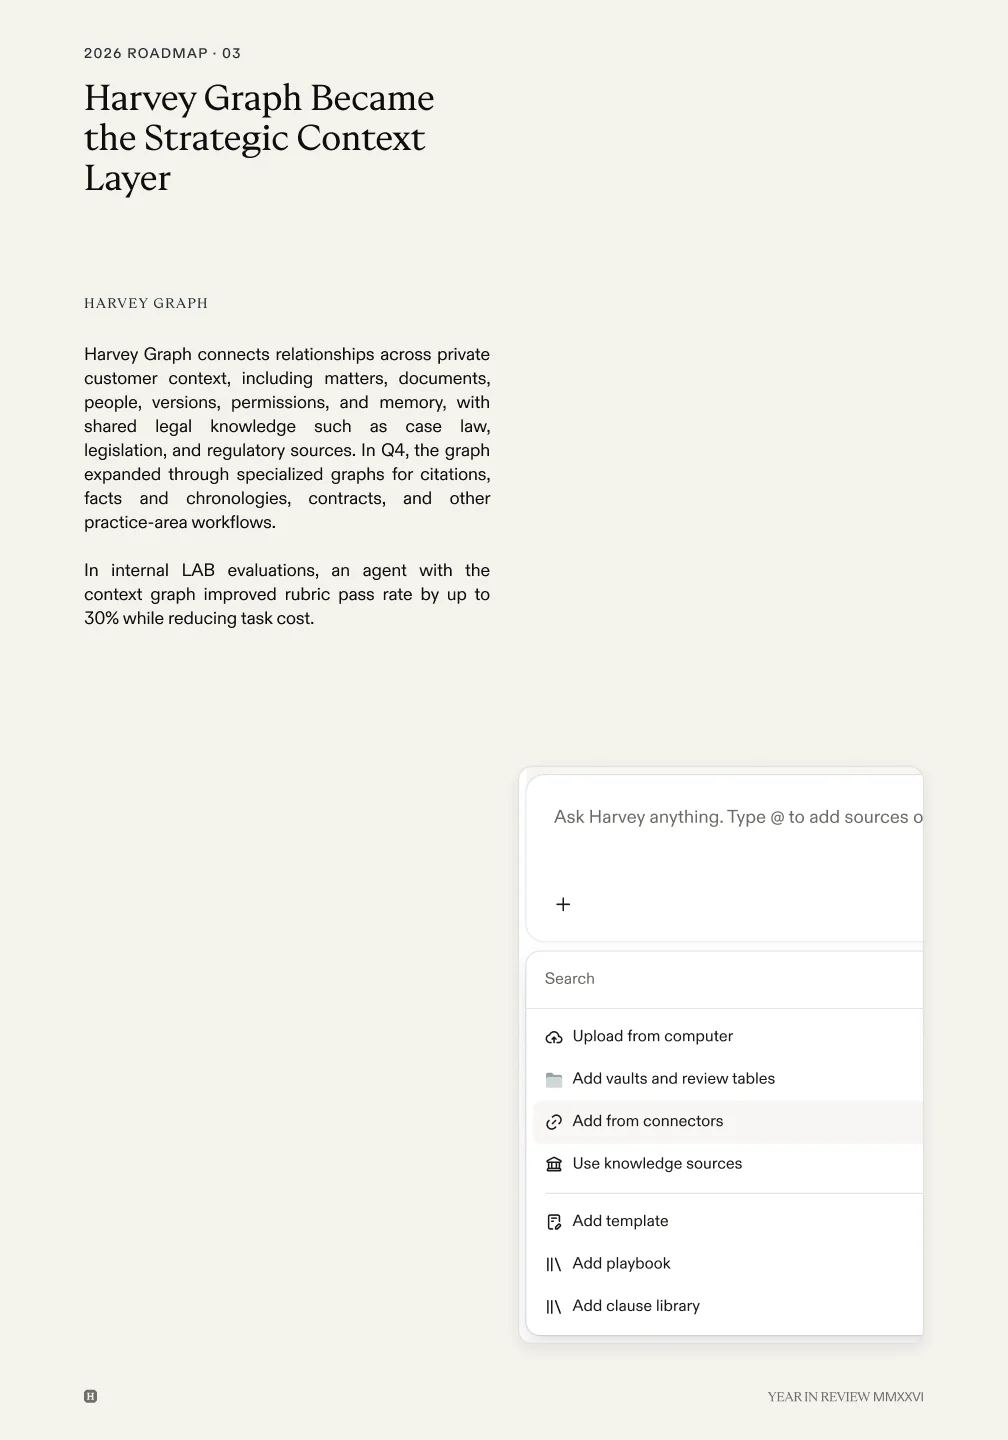 2026 ROADMAP · 03
Harvey Graph Became
the Strategic Context
Layer
HARVEY GRAPH
Harvey Graph connects relationships across private
customer context, including matters, documents,
people, versions, permissions, and memory, with
shared legal knowledge such as case law,
legislation, and regulatory sources. In Q4, the graph
expanded through specialized graphs for citations,
facts and chronologies, contracts, and other
practice-area workflows.
In internal LAB evaluations, an agent with the
context graph improved rubric pass rate by up to
30% while reducing task cost.
Ask Harvey anything. Type @ to add sources o
Search
Upload from computer
Add vaults and review tables
Add from connectors
Use knowledge sources
Add template
Add playbook
Add clause library
H
YEAR IN REVIEW MMXXVI